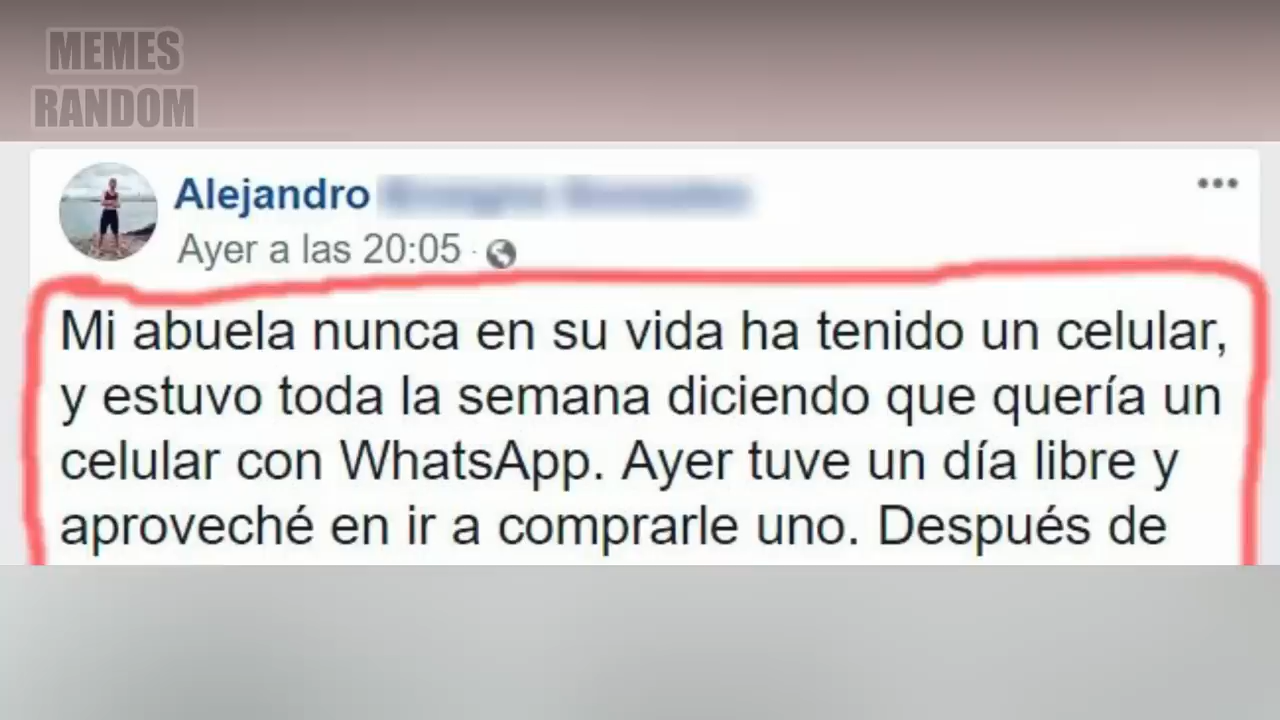 MEMES
RANDOM
Alejandro
Ayer a las 20:05 ·
Mi abuela nunca en su vida ha tenido un celular,
y estuvo toda la semana diciendo que quería un
celular con WhatsApp. Ayer tuve un día libre y
aproveché en ir a comprarle uno. Después de